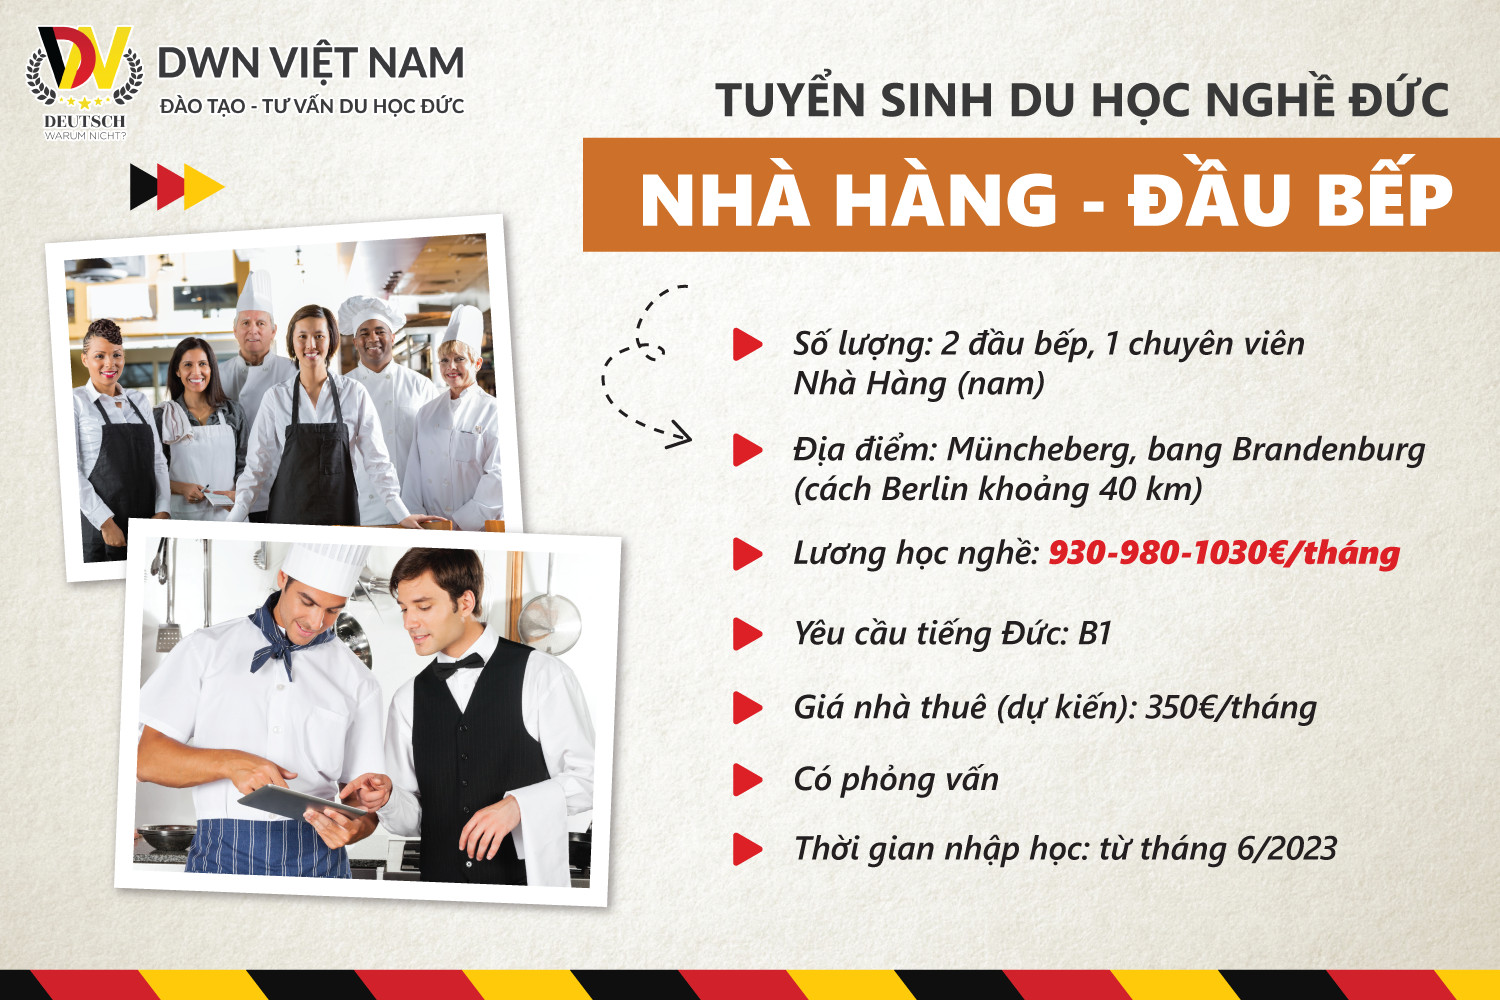 DWN VIỆT NAM
ĐÀO TẠO - TƯ VẤN DU HỌC ĐỨC
DEUTSCH
WARUM NICHT?
TUYỂN SINH DU HỌC NGHỀ ĐỨC
NHÀ HÀNG - ĐẦU BẾP
Số lượng: 2 đầu bếp, 1 chuyên viên
Nhà Hàng (nam)
Địa điểm: Müncheberg, bang Brandenburg
(cách Berlin khoảng 40 km)
Lương học nghề: 930-980-1030€/tháng
Yêu cầu tiếng Đức: B1
Giá nhà thuê (dự kiến): 350€/tháng
Có phỏng vấn
Thời gian nhập học: từ tháng 6/2023